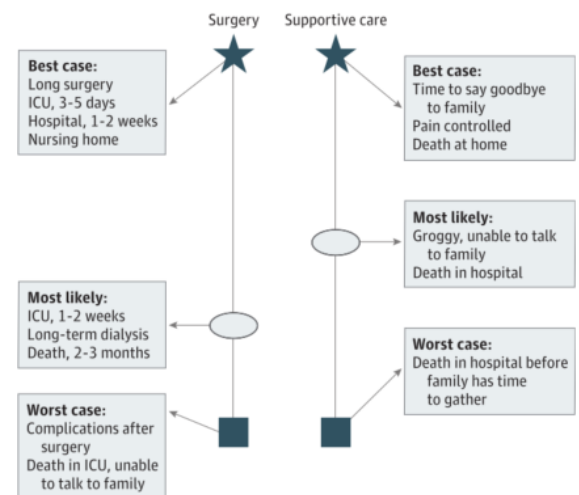 Surgery
Supportive care
Best case:
Long surgery
ICU, 3-5 days
Hospital, 1-2 weeks
Nursing home
Best case:
Time to say goodbye
to family
Pain controlled
Death at home
Most likely:
Groggy, unable to talk
to family
Death in hospital
Most likely:
ICU, 1-2 weeks
Long-term dialysis
Death, 2-3 months
Worst case:
Death in hospital before
family has time
to gather
Worst case:
Complications after
surgery
Death in ICU, unable
to talk to family